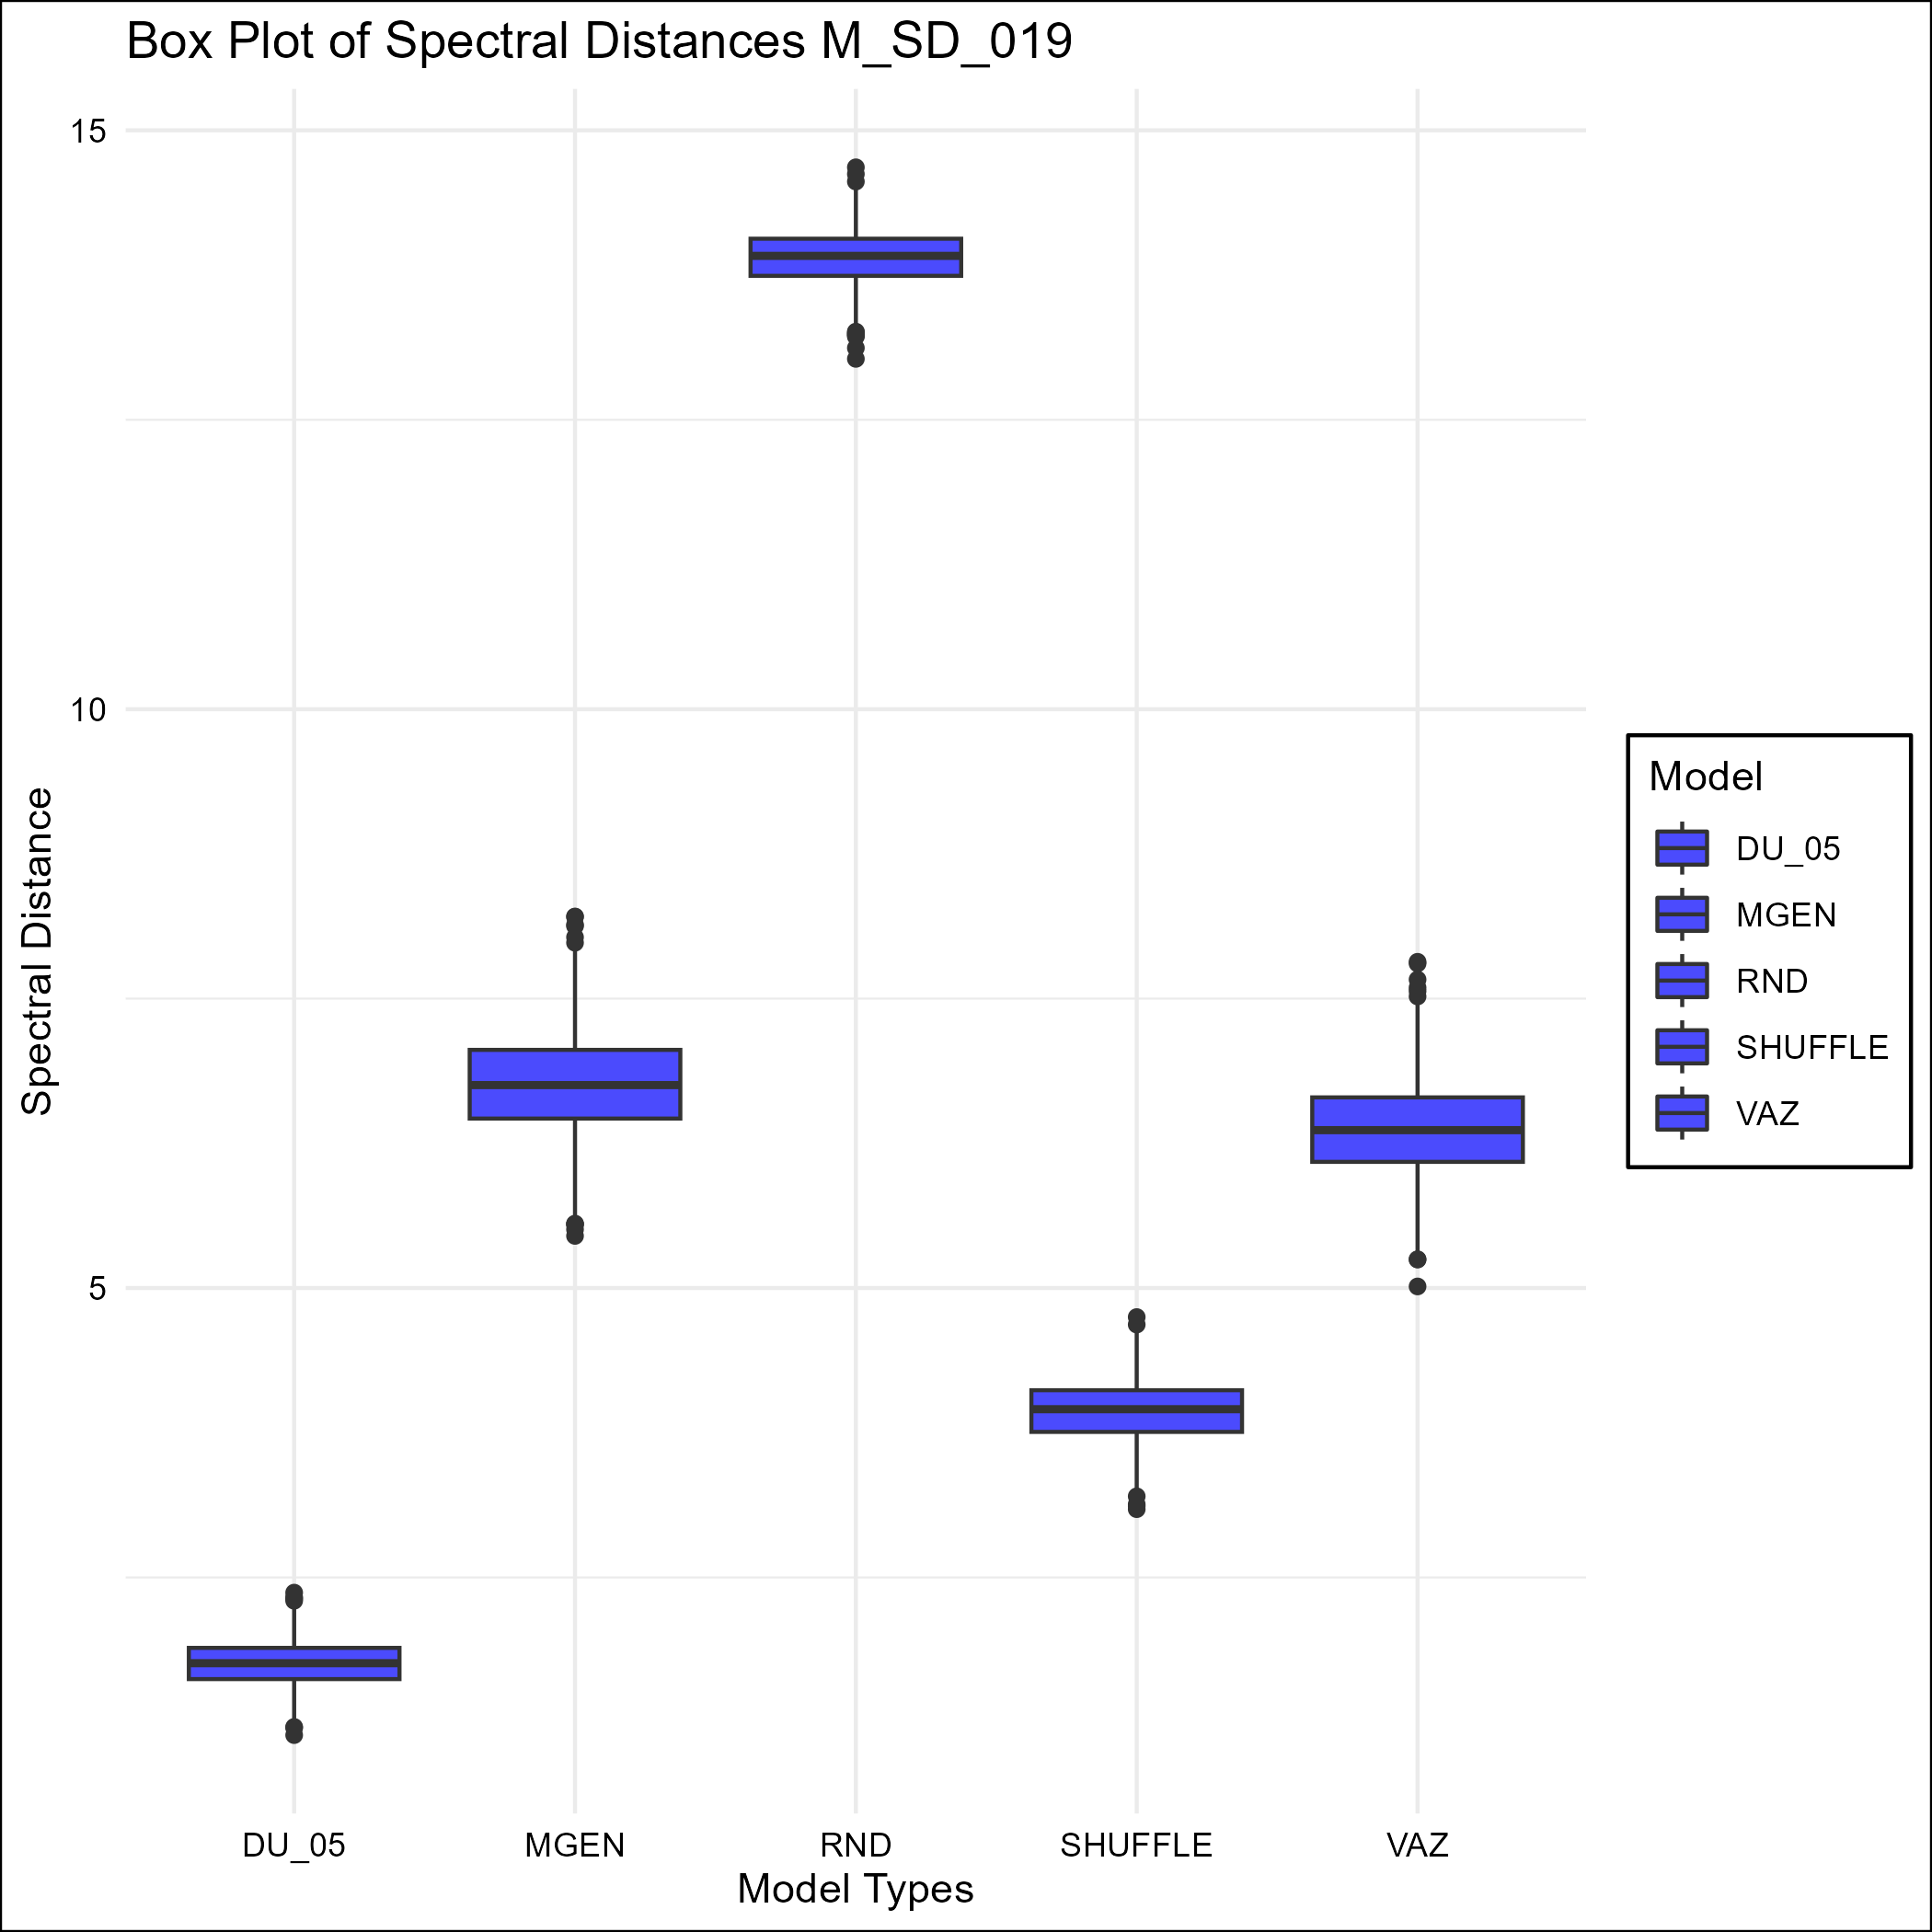 Box Plot of Spectral Distances M_SD_019
15
10
5
Spectral Distance
DU_05
MGEN
RND
SHUFFLE
VAZ
Model Types
Model
DU_05
MGEN
RND
SHUFFLE
VAZ